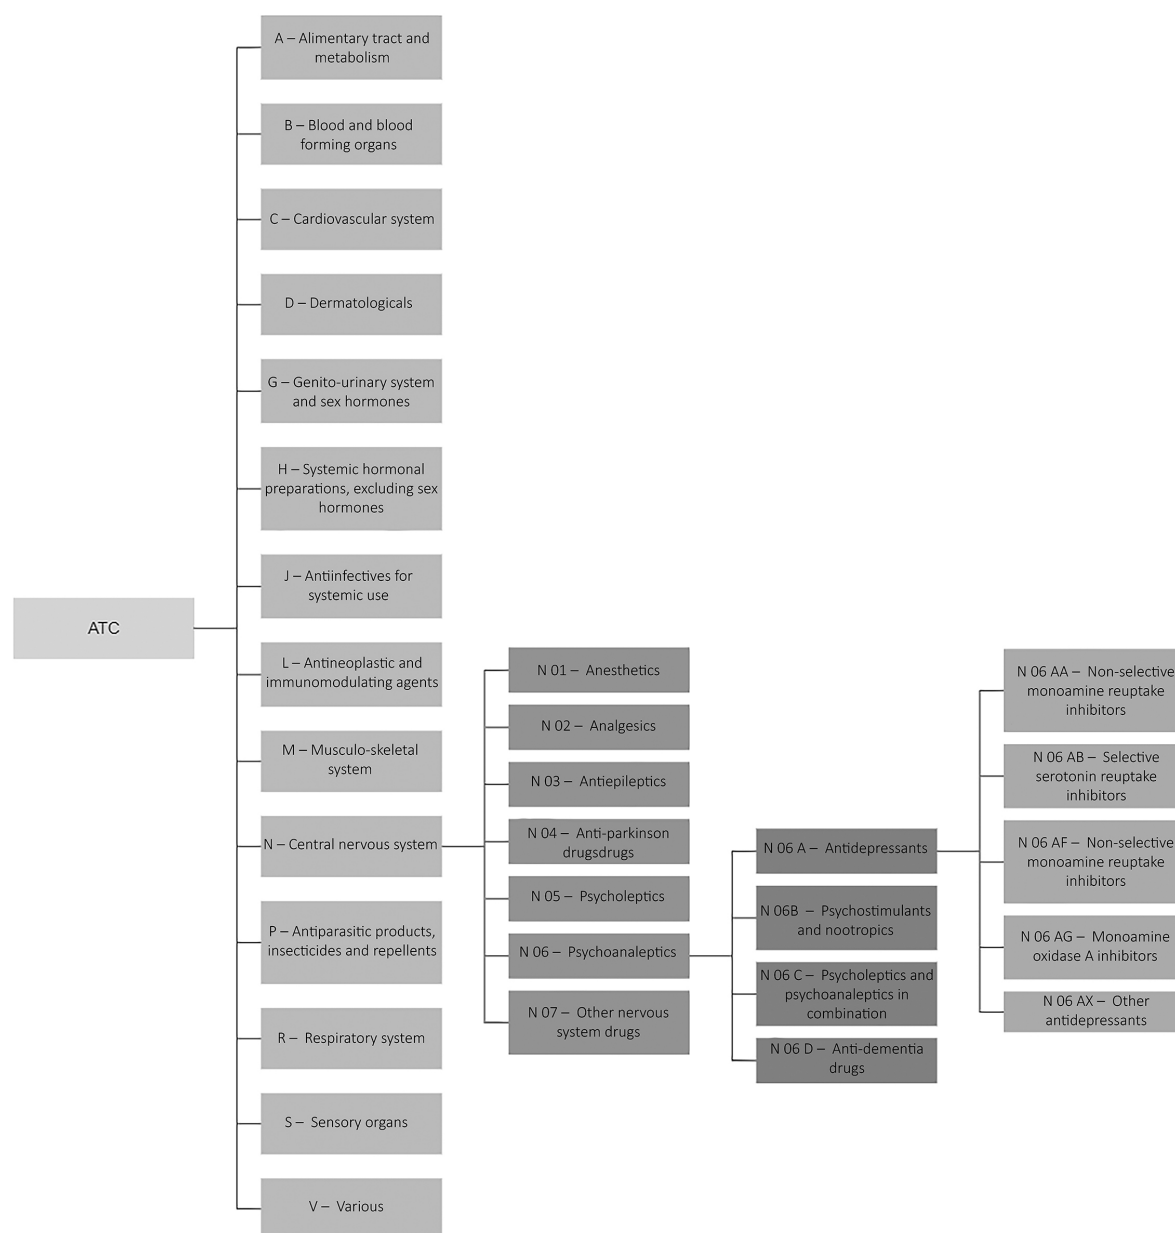 ATC
A – Alimentary tract and
metabolism
B – Blood and blood
forming organs
C – Cardiovascular system
D – Dermatologicals
G – Genito-urinary system
and sex hormones
H – Systemic hormonal
preparations, excluding sex
hormones
J – Antiinfectives for
systemic use
L – Antineoplastic and
immunomodulating agents
M – Musculo-skeletal
system
N – Central nervous system
P – Antiparasitic products,
insecticides and repellents
R – Respiratory system
S – Sensory organs
V – Various
N 01 – Anesthetics
N 02 – Analgesics
N 03 – Antiepileptics
N 04 – Anti-parkinson
drugsdrugs
N 05 – Psycholeptics
N 06 – Psychoanaleptics
N 07 – Other nervous
system drugs
N 06 A – Antidepressants
N 06B – Psychostimulants
and nootropics
N 06 C – Psycholeptics and
psychoanaleptics in
combination
N 06 D – Anti-dementia
drugs
N 06 AA – Non-selective
monoamine reuptake
inhibitors
N 06 AB – Selective
serotonin reuptake
inhibitors
N 06 AF – Non-selective
monoamine reuptake
inhibitors
N 06 AG – Monoamine
oxidase A inhibitors
N 06 AX – Other
antidepressants